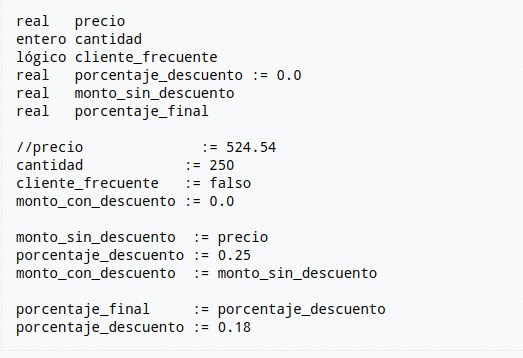 real   precio
entero cantidad
lógico cliente_frecuente
real   porcentaje_descuento := 0.0
real   monto_sin_descuento
real   porcentaje_final
//precio              := 524.54
cantidad            := 250
cliente_frecuente   := falso
monto_con_descuento := 0.0
monto_sin_descuento  := precio
porcentaje_descuento := 0.25
monto_con_descuento  := monto_sin_descuento
porcentaje_final     := porcentaje_descuento
porcentaje_descuento := 0.18